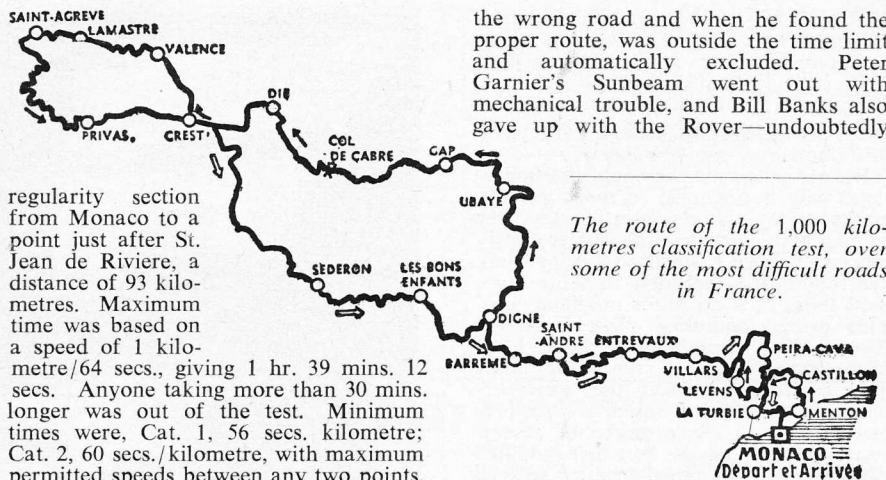 the wrong road and when he found the
proper route, was outside the time limit
and automatically excluded. Peter
Garnier's Sunbeam went out with
mechanical trouble, and Bill Banks also
gave up with the Rover—undoubtedly
SAINT-AGREVE
LAMASTRE
VALENCE
PRIVAS.
CREST
DIE
COL
DE CABRE
GAP
UBAYE
SEDERON
LES BONS
ENFANTS
DIGNE
BARREME
SAINT
ANDRE
ENTREVAUX
VILLARS
LEVENS
PEIRA-CAVA
CASTILLON
LA TURBIE
MENTON
MONACO
Départ et Arrivée
The route of the 1,000 kilo-
metres classification test, over
some of the most difficult roads
in France.
regularity section
from Monaco to a
point just after St.
Jean de Riviere, a
distance of 93 kilo-
metres. Maximum
time was based on
a speed of 1 kilo-
metre/64 secs., giving 1 hr. 39 mins. 12
secs. Anyone taking more than 30 mins.
longer was out of the test. Minimum
times were, Cat. 1, 56 secs. kilometre;
Cat. 2, 60 secs./kilometre, with maximum
permitted speeds between any two points,